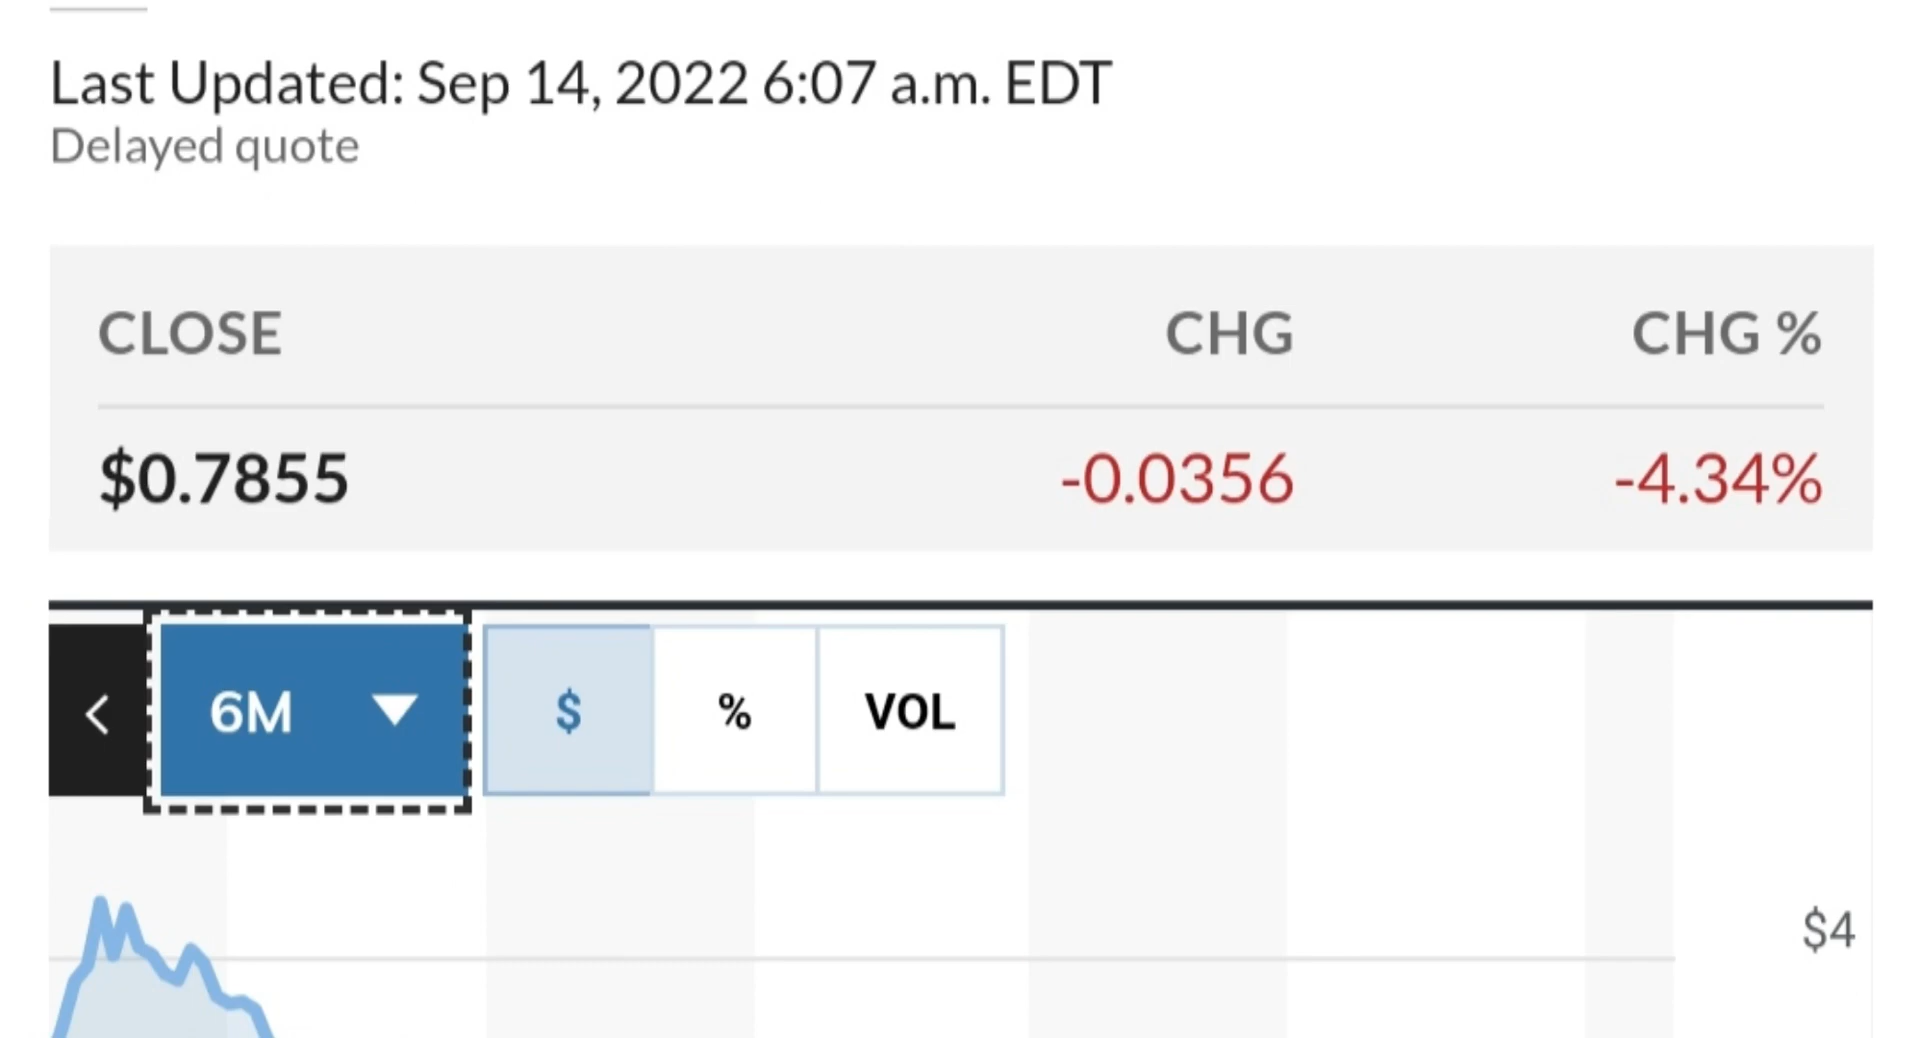 Last Updated: Sep 14, 2022 6:07 a.m. EDT
Delayed quote
CLOSE CHG CHG %
$0.7855 -0.0356 -4.34%
6M $ % VOL
$4